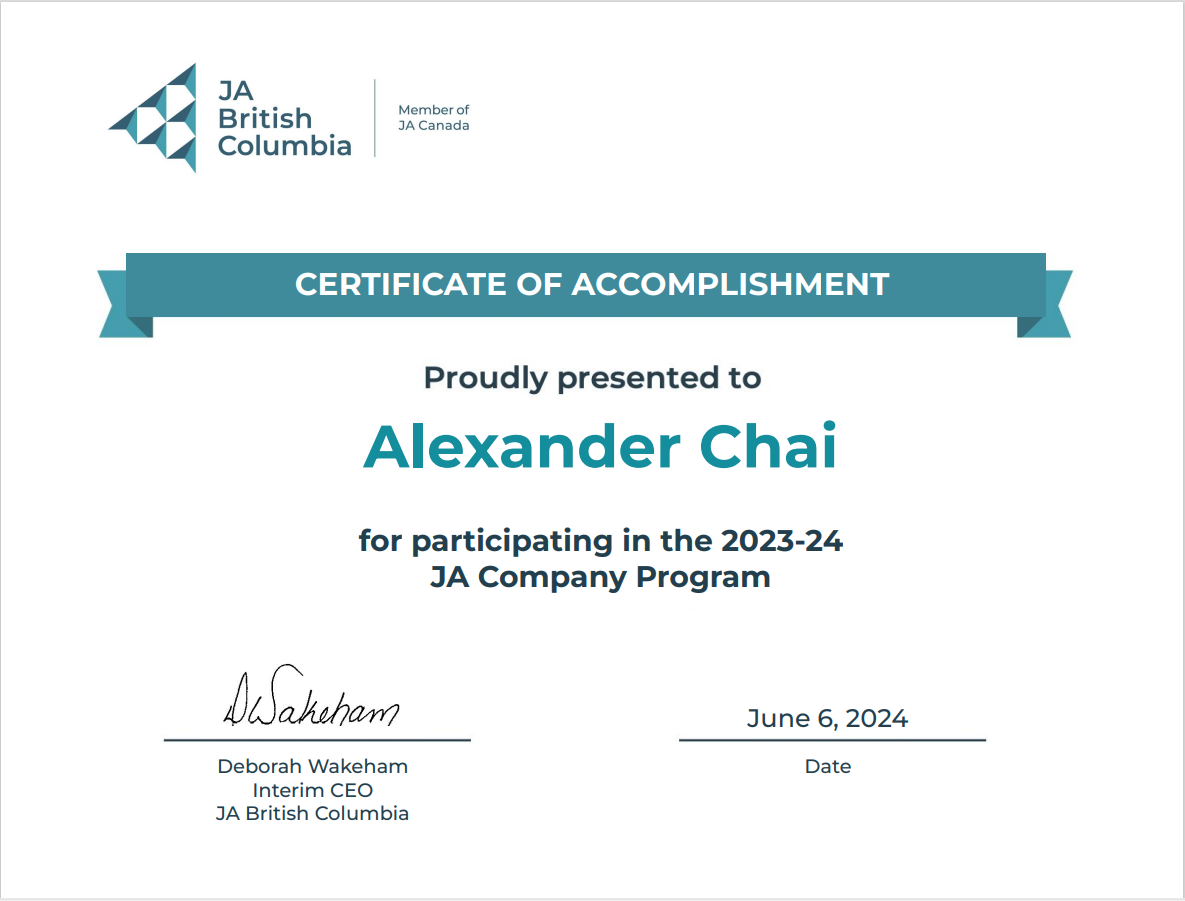 JA
British
Columbia
Member of
JA Canada
CERTIFICATE OF ACCOMPLISHMENT
Proudly presented to
Alexander Chai
for participating in the 2023-24
JA Company Program
DWakeham
June 6, 2024
Deborah Wakeham
Date
Interim CEO
JA British Columbia